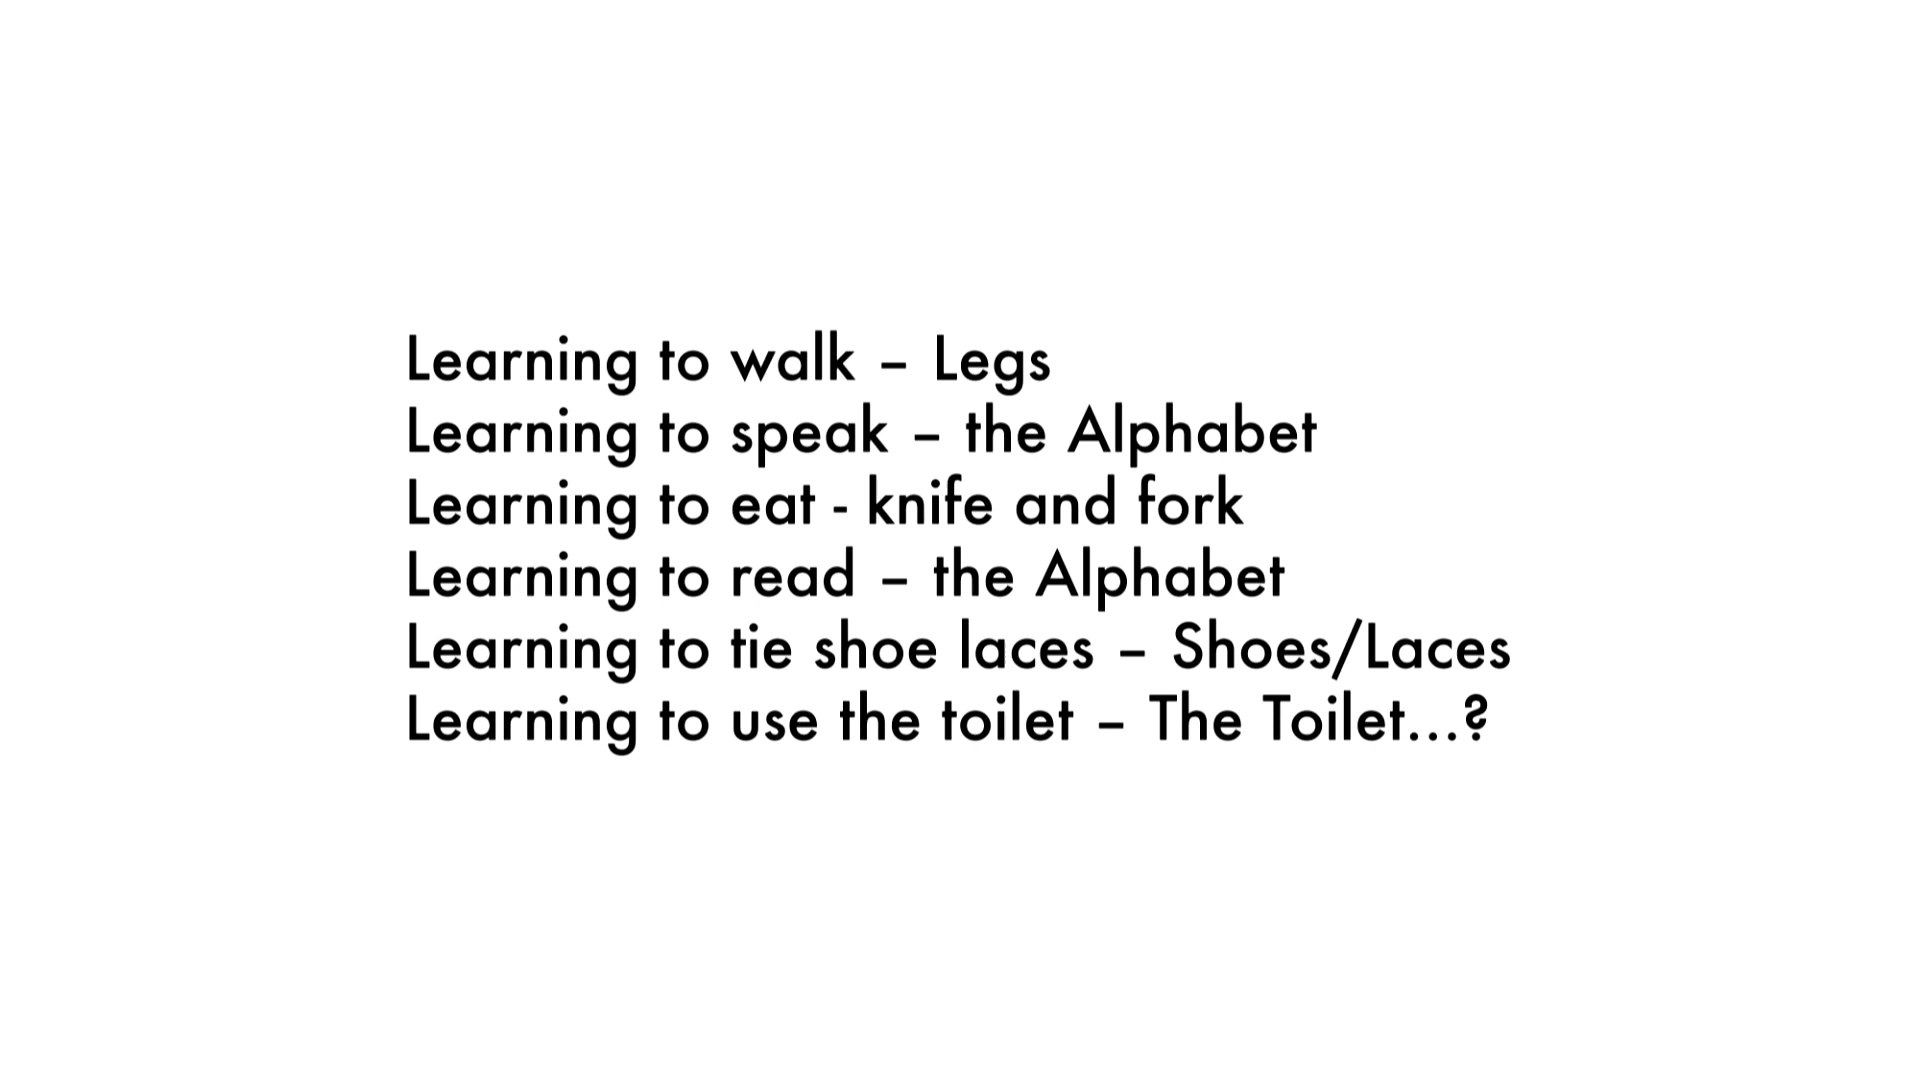 Learning to walk – Legs
Learning to speak – the Alphabet
Learning to eat - knife and fork
Learning to read – the Alphabet
Learning to tie shoe laces – Shoes/Laces
Learning to use the toilet – The Toilet...?